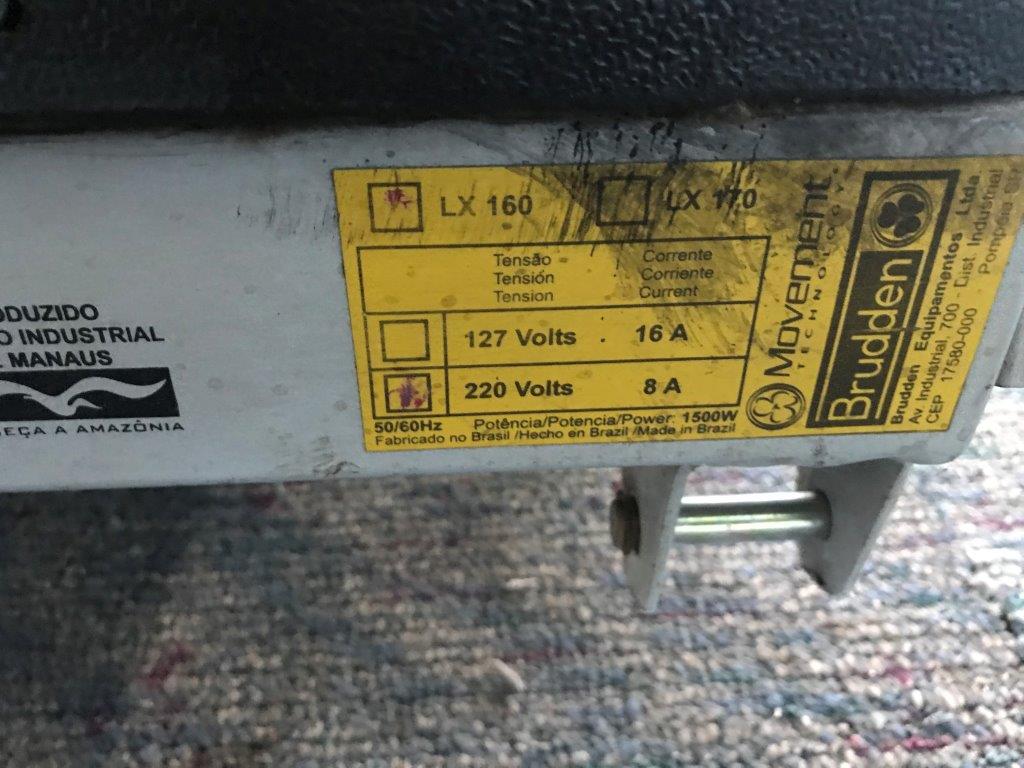 ODUZIDO
O INDUSTRIAL
MANAUS
EÇA A AMAZÔNIA
LX 160
LX 170
Tensão Corrente
Tensión Corriente
Tension Current
127 Volts 16 A
220 Volts 8 A
50/60Hz Potência/Potencia/Power: 1500W
Fabricado no Brasil /Hecho en Brazil /Made in Brazil
Movement
TECHNOLOGY
Brudden
Brudden Equipamentos Ltda
Av Industrial, 700 - Dist. Industrial
CEP 17580-000 Pompéia